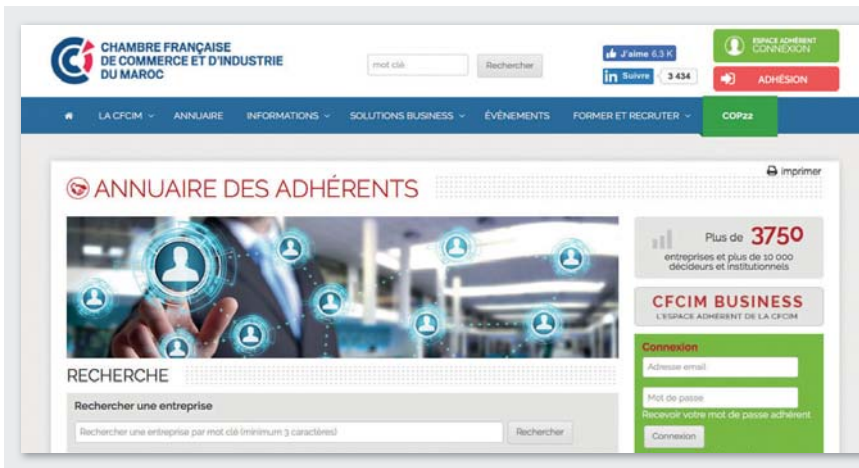 CHAMBRE FRANÇAISE
DE COMMERCE ET D'INDUSTRIE
DU MAROC
mot clé
Rechercher
J'aime 6,3 K
in Suivre 3 434
ESPACE ADHÉRENT
CONNEXION
ADHÉSION
LA CFCIM
ANNUAIRE
INFORMATIONS
SOLUTIONS BUSINESS
ÉVÉNEMENTS
FORMER ET RECRUTER
COP22
imprimer
ANNUAIRE DES ADHÉRENTS
Plus de 3750
entreprises et plus de 10 000
décideurs et institutionnels
CFCIM BUSINESS
L'ESPACE ADHÉRENT DE LA CFCIM
Connexion
Adresse email
Mot de passe
Recevoir votre mot de passe adhérent
Connexion
RECHERCHE
Rechercher une entreprise
Rechercher une entreprise par mot clé (minimum 3 caractères)
Rechercher